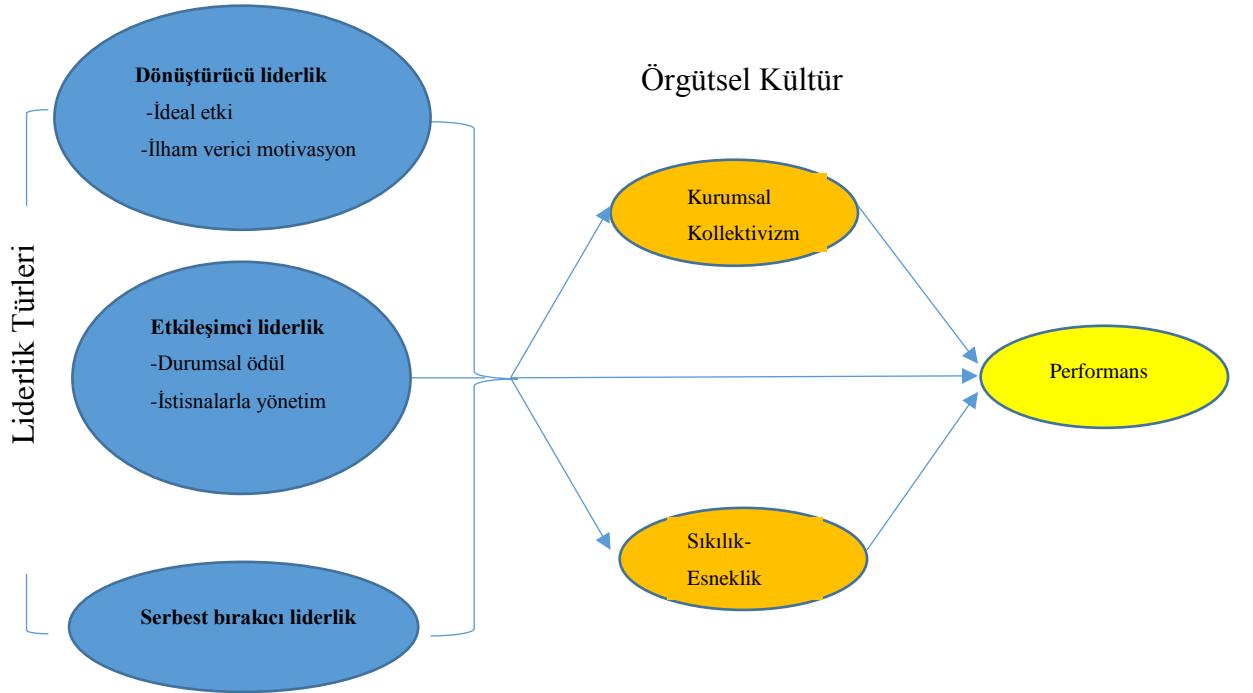 Liderlik Türleri
Dönüştürücü liderlik
-İdeal etki
-İlham verici motivasyon
Etkileşimci liderlik
-Durumsal ödül
-İstisnalarla yönetim
Serbest bırakıcı liderlik
Örgütsel Kültür
Kurumsal
Kollektivizm
Sıkılık-
Esneklik
Performans